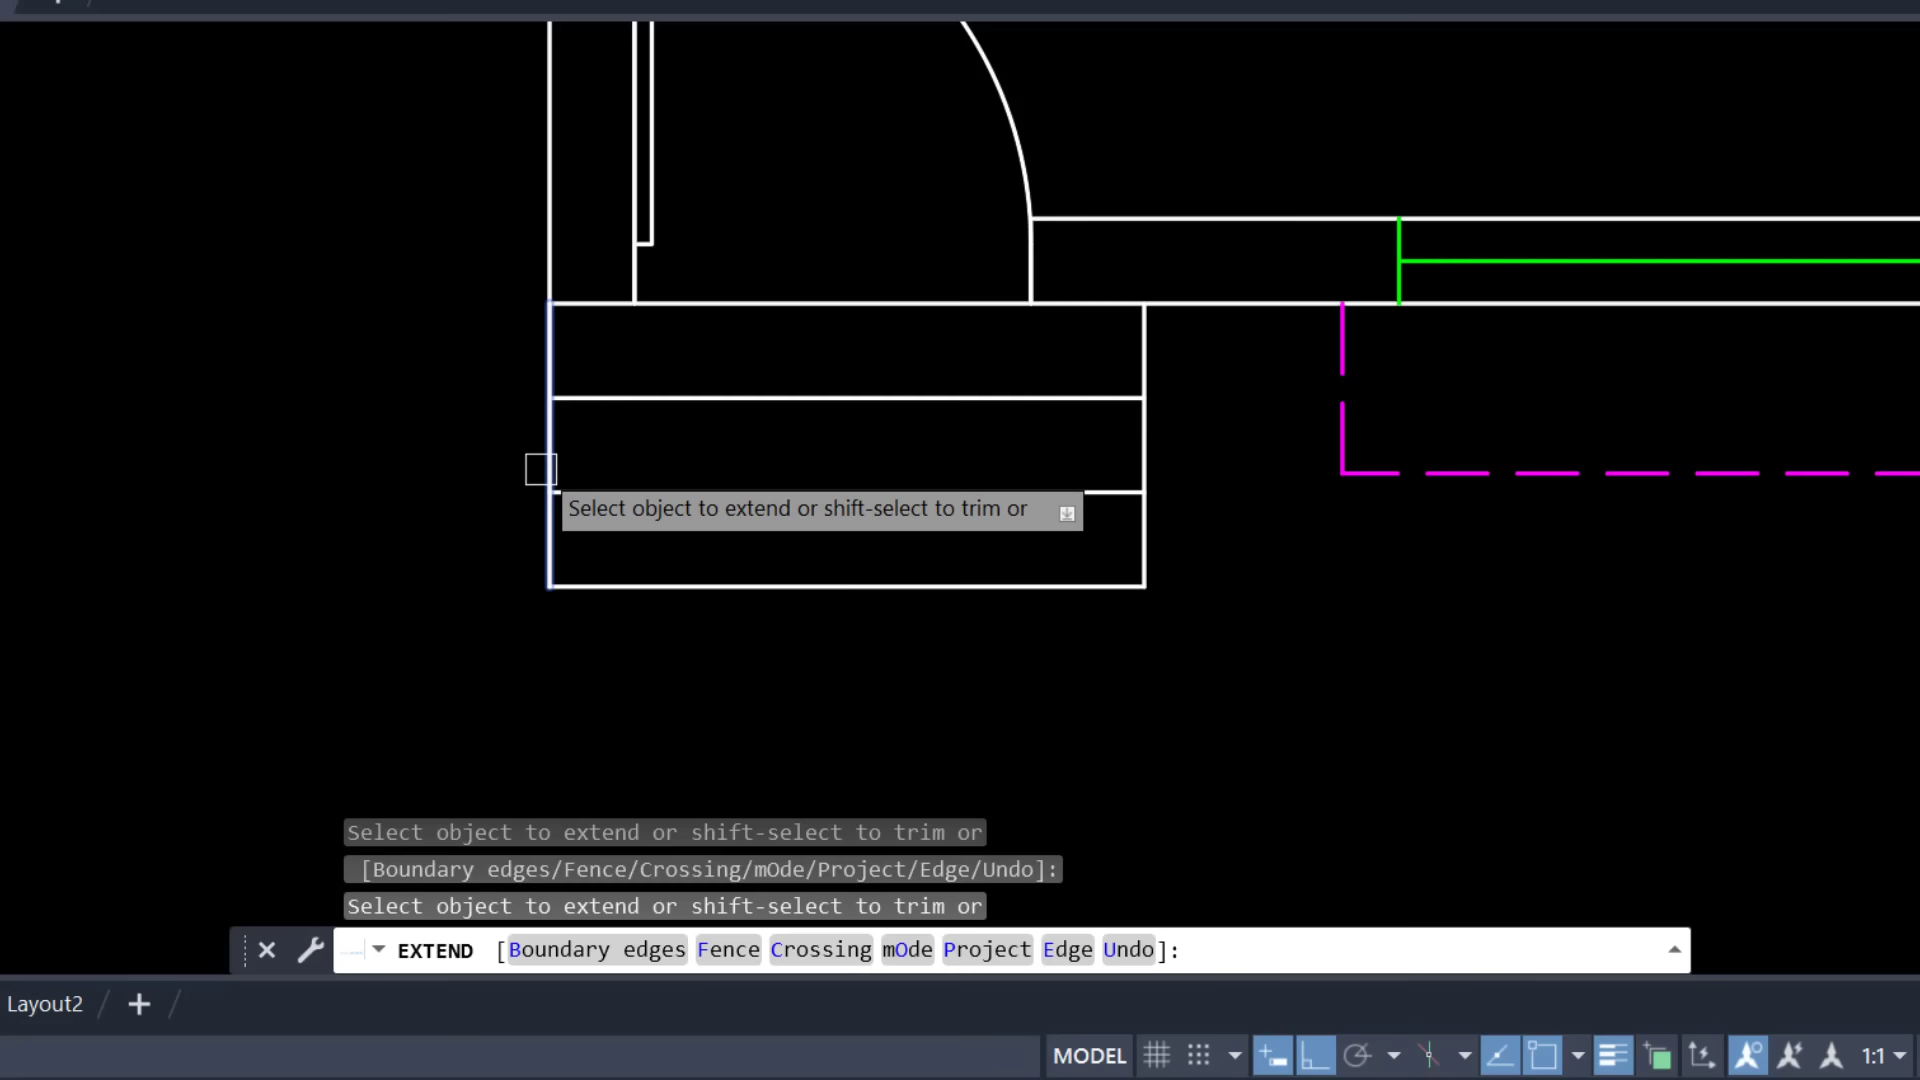 Select object to extend or shift-select to trim or
Select object to extend or shift-select to trim or
[Boundary edges/Fence/Crossing/mOde/Project/Edge/Undo]:
Select object to extend or shift-select to trim or
EXTEND [Boundary edges Fence Crossing mOde Project Edge Undo]:
Layout2
MODEL 1:1